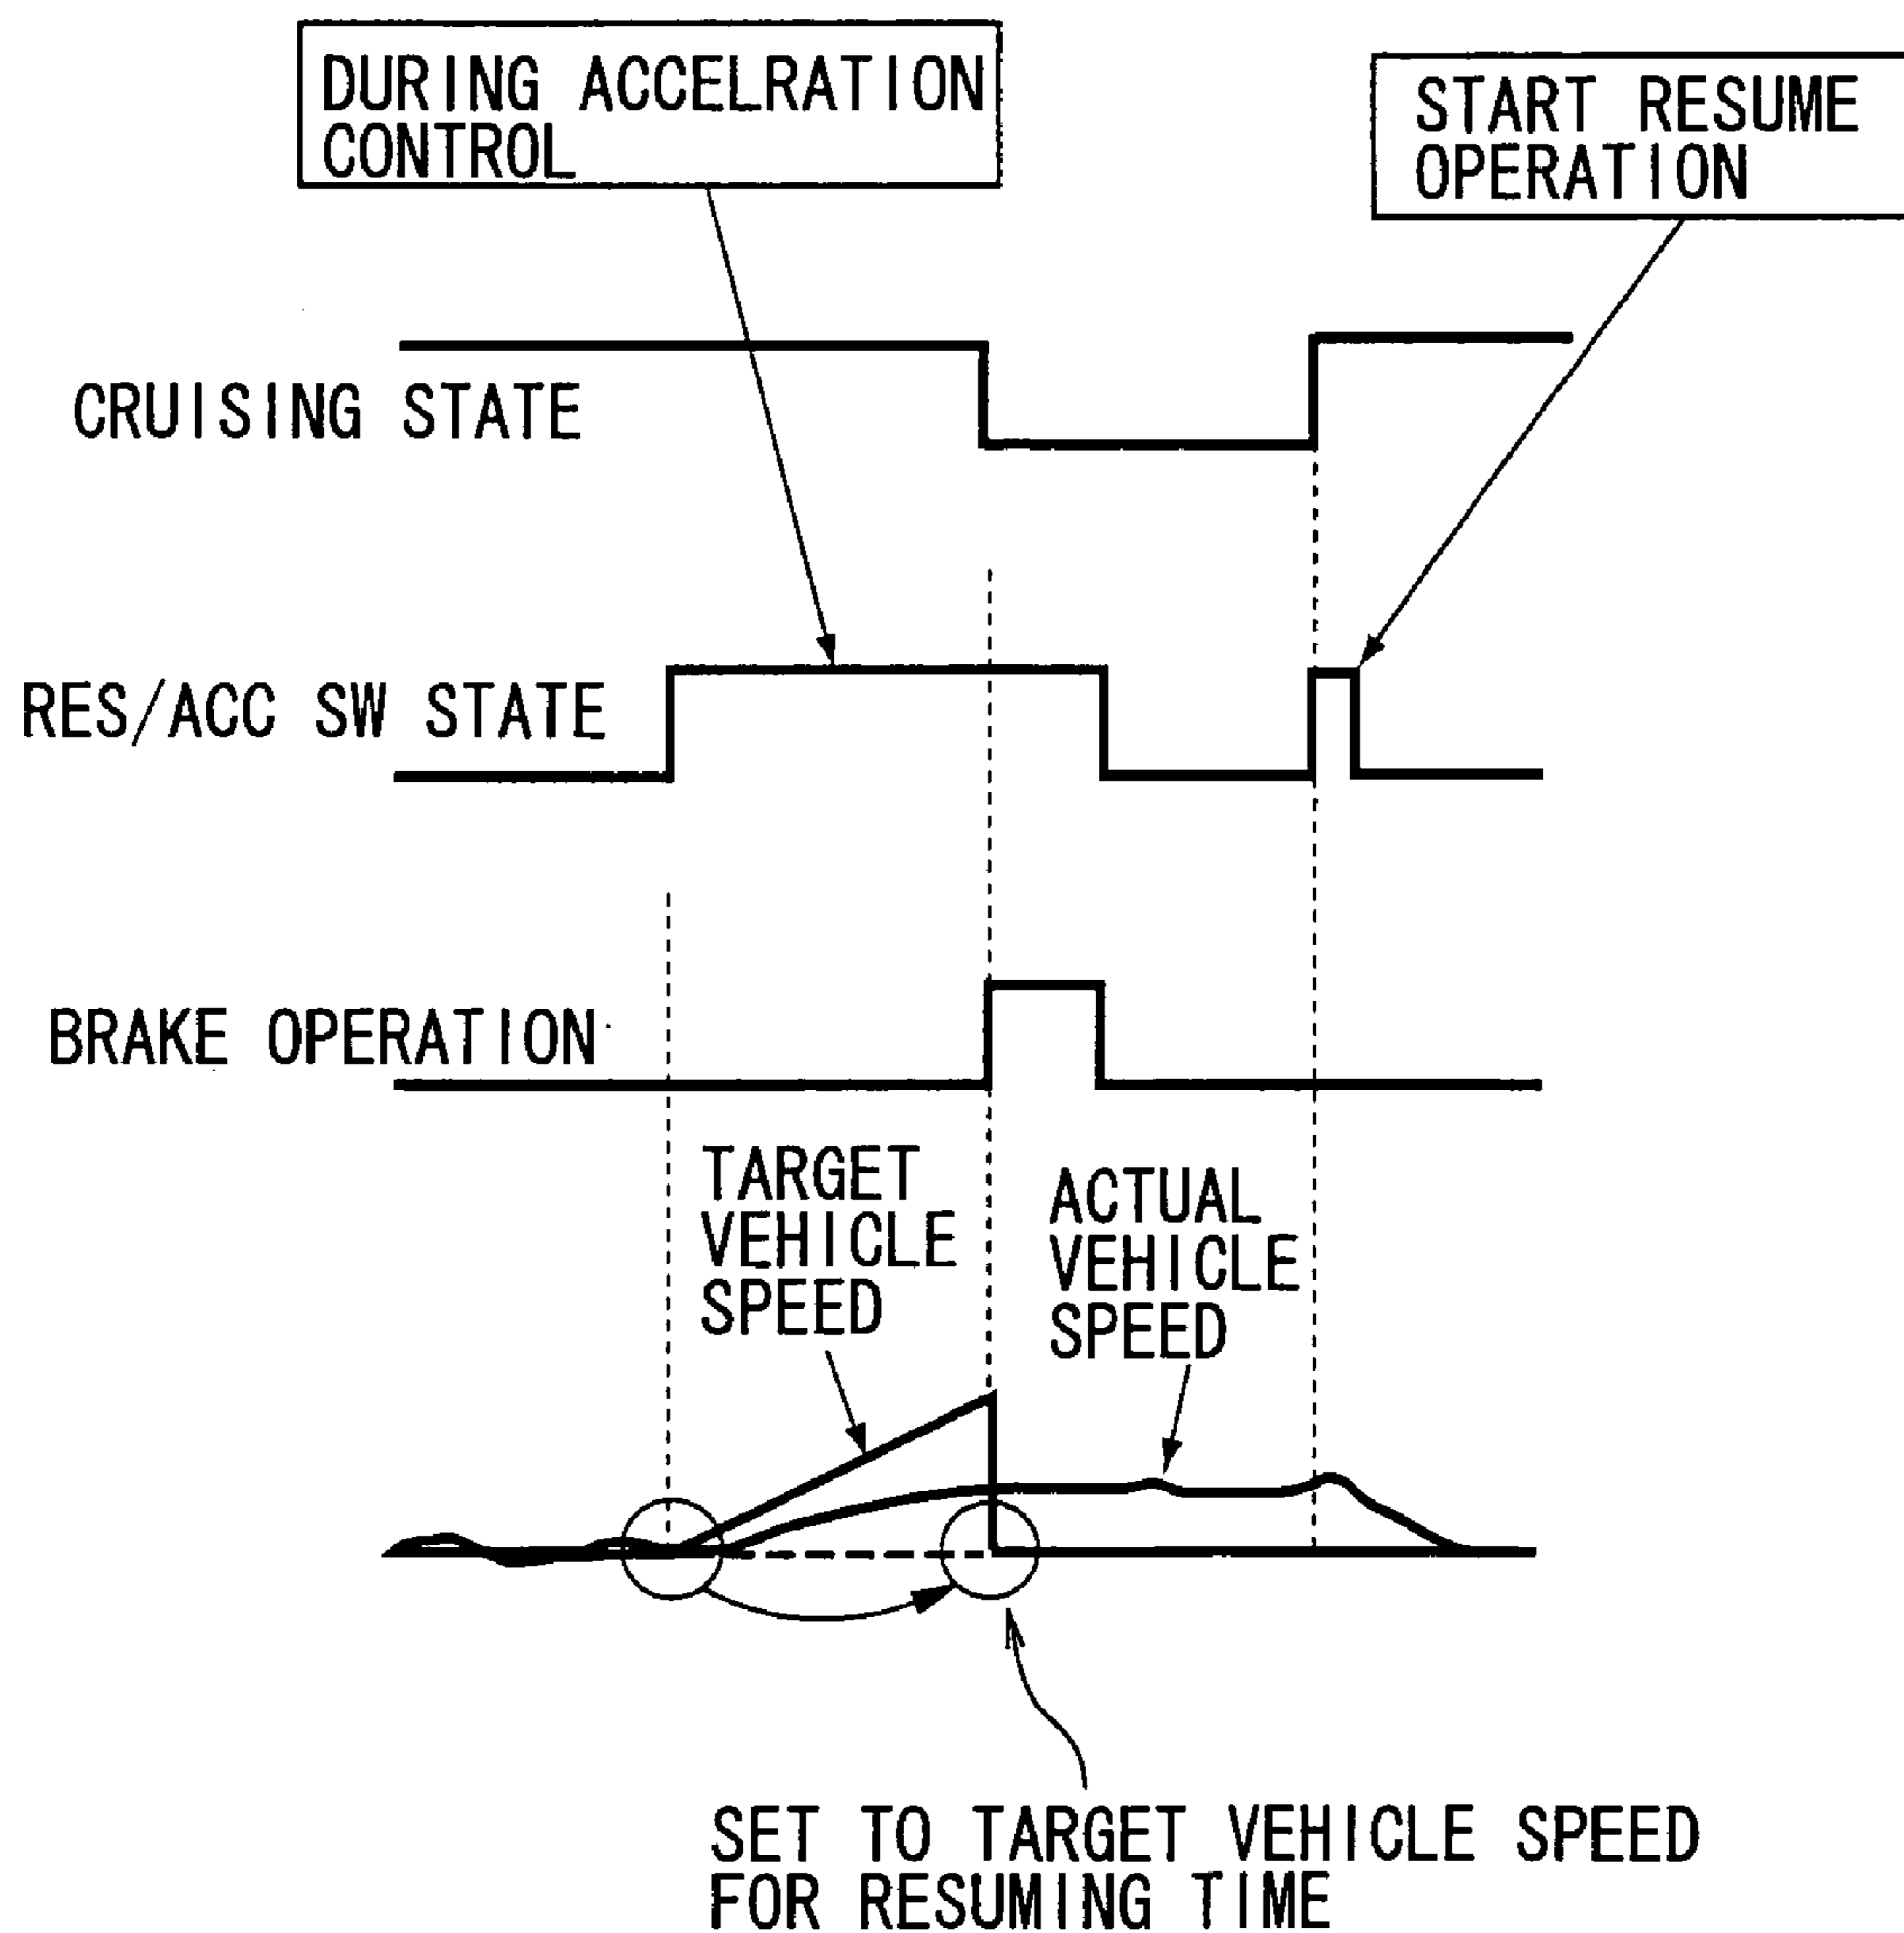 DURING ACCELRATION
CONTROL
START RESUME
OPERATION
CRUISING STATE
RES/ACC SW STATE
BRAKE OPERATION
TARGET
VEHICLE
SPEED
ACTUAL
VEHICLE
SPEED
SET TO TARGET VEHICLE SPEED
FOR RESUMING TIME